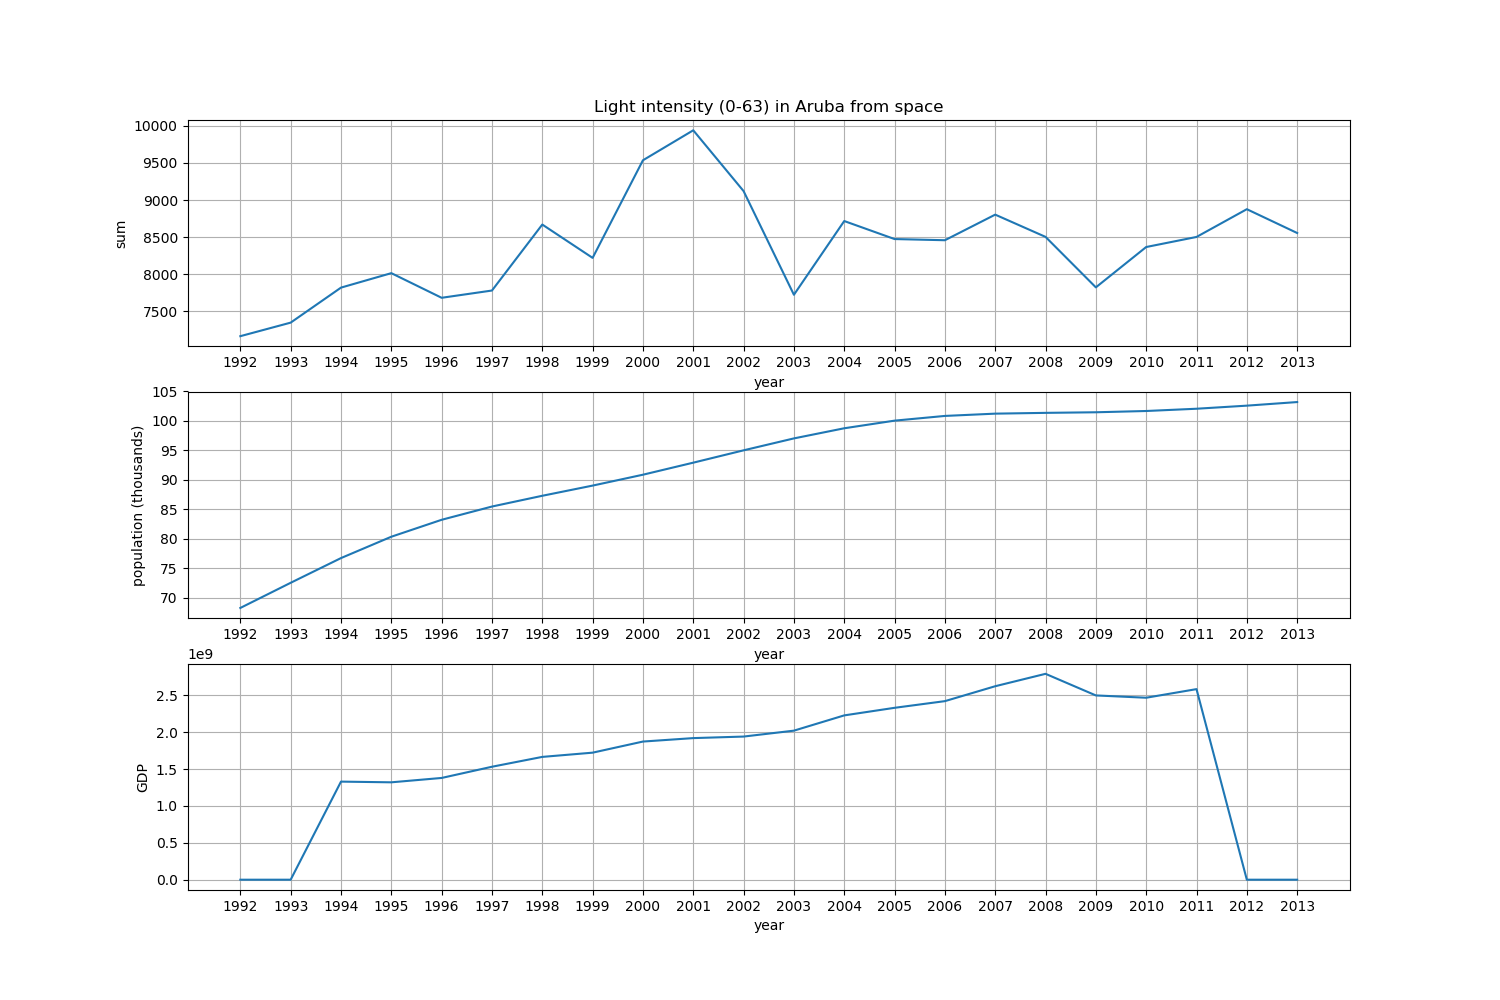 Light intensity (0-63) in Aruba from space
10000
9500
9000
8500
8000
7500
sum
1992 1993 1994 1995 1996 1997 1998 1999 2000 2001 2002 2003 2004 2005 2006 2007 2008 2009 2010 2011 2012 2013
year
105
100
95
90
85
80
75
70
population (thousands)
1992 1993 1994 1995 1996 1997 1998 1999 2000 2001 2002 2003 2004 2005 2006 2007 2008 2009 2010 2011 2012 2013
year
1e9
2.5
2.0
1.5
1.0
0.5
0.0
GDP
1992 1993 1994 1995 1996 1997 1998 1999 2000 2001 2002 2003 2004 2005 2006 2007 2008 2009 2010 2011 2012 2013
year